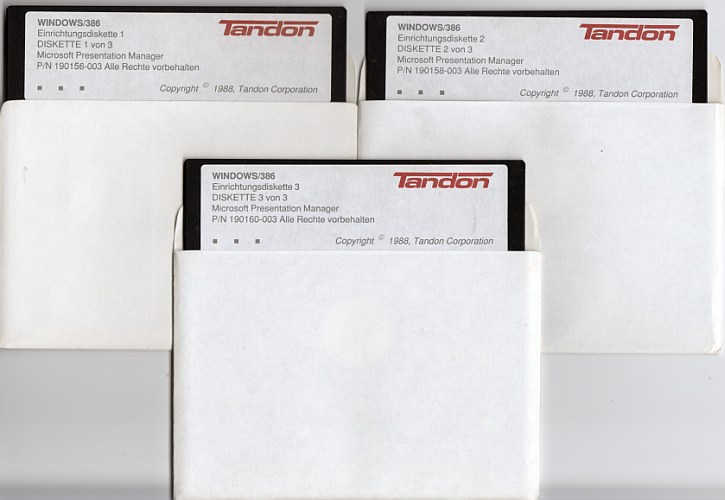 WINDOWS/386
Einrichtungsdiskette 1
DISKETTE 1 von 3
Microsoft Presentation Manager
P/N 190156-003 Alle Rechte vorbehalten
Tandon
Copyright © 1988, Tandon Corporation
WINDOWS/386
Einrichtungsdiskette 2
DISKETTE 2 von 3
Microsoft Presentation Manager
P/N 190158-003 Alle Rechte vorbehalten
Tandon
Copyright © 1988, Tandon Corporation
WINDOWS/386
Einrichtungsdiskette 3
DISKETTE 3 von 3
Microsoft Presentation Manager
P/N 190160-003 Alle Rechte vorbehalten
Tandon
Copyright © 1988, Tandon Corporation